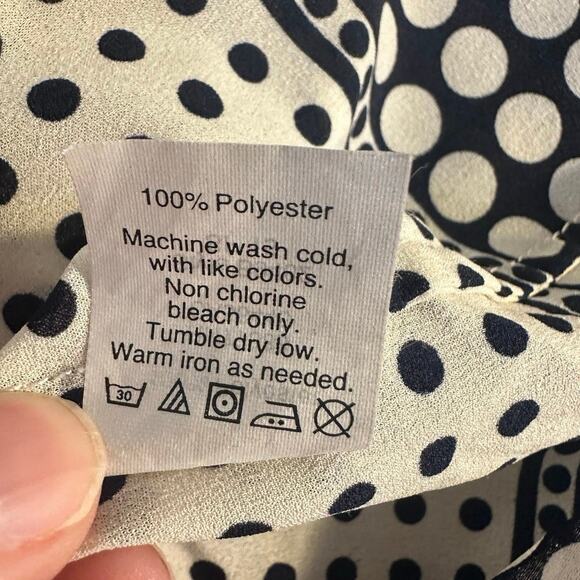 100% Polyester
Machine wash cold,
with like colors.
Non chlorine
bleach only.
Tumble dry low.
Warm iron as needed.
30